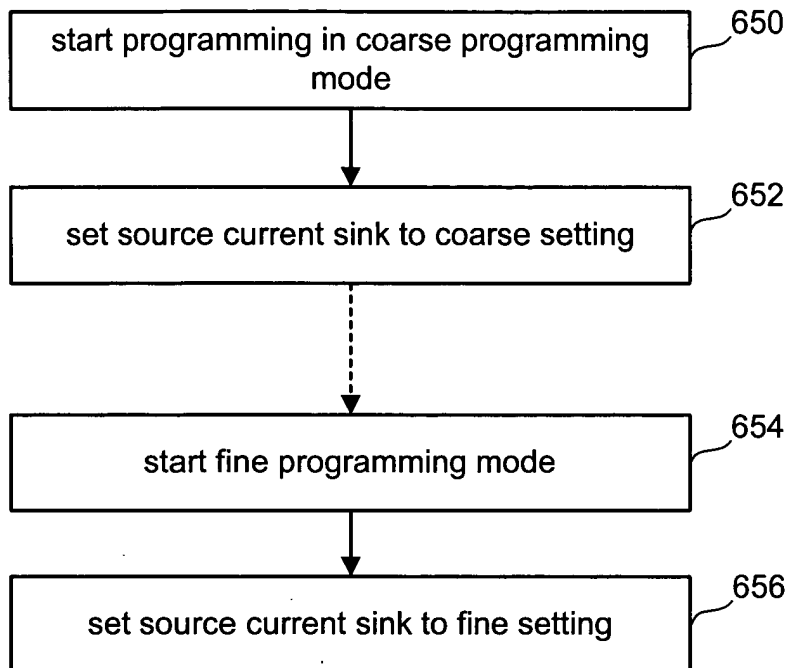 start programming in coarse programming
mode
650
set source current sink to coarse setting
652
start fine programming mode
654
set source current sink to fine setting
656